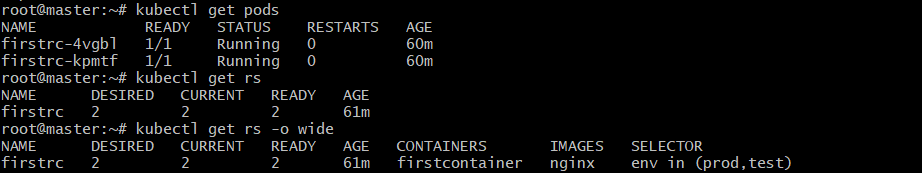 root@master:~# kubectl get pods
NAME READY STATUS RESTARTS AGE
firstrc-4vgbl 1/1 Running 0 60m
firstrc-kpmtf 1/1 Running 0 60m
root@master:~# kubectl get rs
NAME DESIRED CURRENT READY AGE
firstrc 2 2 2 61m
root@master:~# kubectl get rs -o wide
NAME DESIRED CURRENT READY AGE CONTAINERS IMAGES SELECTOR
firstrc 2 2 2 61m firstcontainer nginx env in (prod,test)